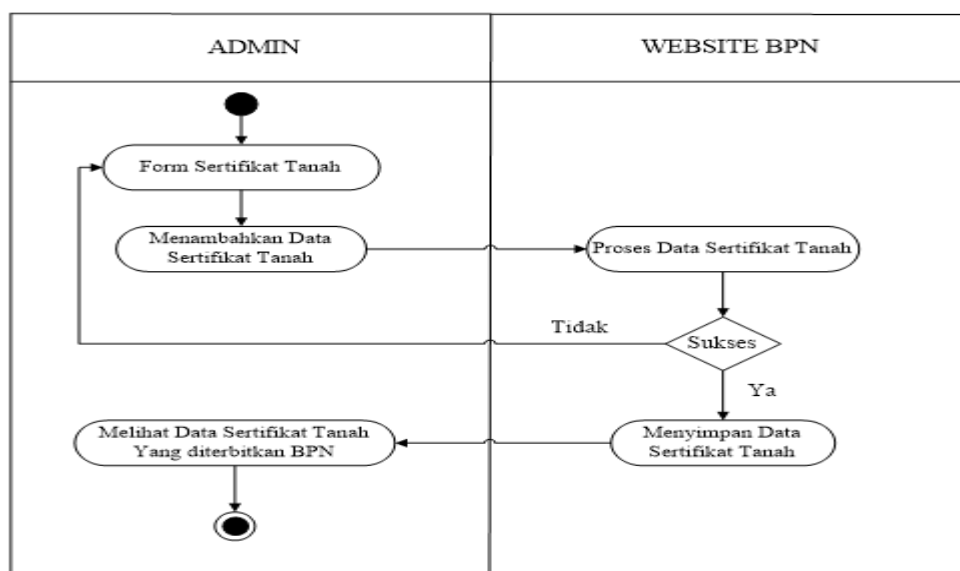 ADMIN
WEBSITE BPN
Form Sertifikat Tanah
Menambahkan Data
Sertifikat Tanah
Proses Data Sertifikat Tanah
Tidak
Sukses
Ya
Melihat Data Sertifikat Tanah
Yang diterbitkan BPN
Menyimpan Data
Sertifikat Tanah